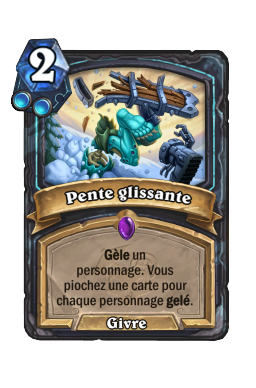 2
Pente glissante
Gèle un
personnage. Vous
piochez une carte pour
chaque personnage gelé.
Givre